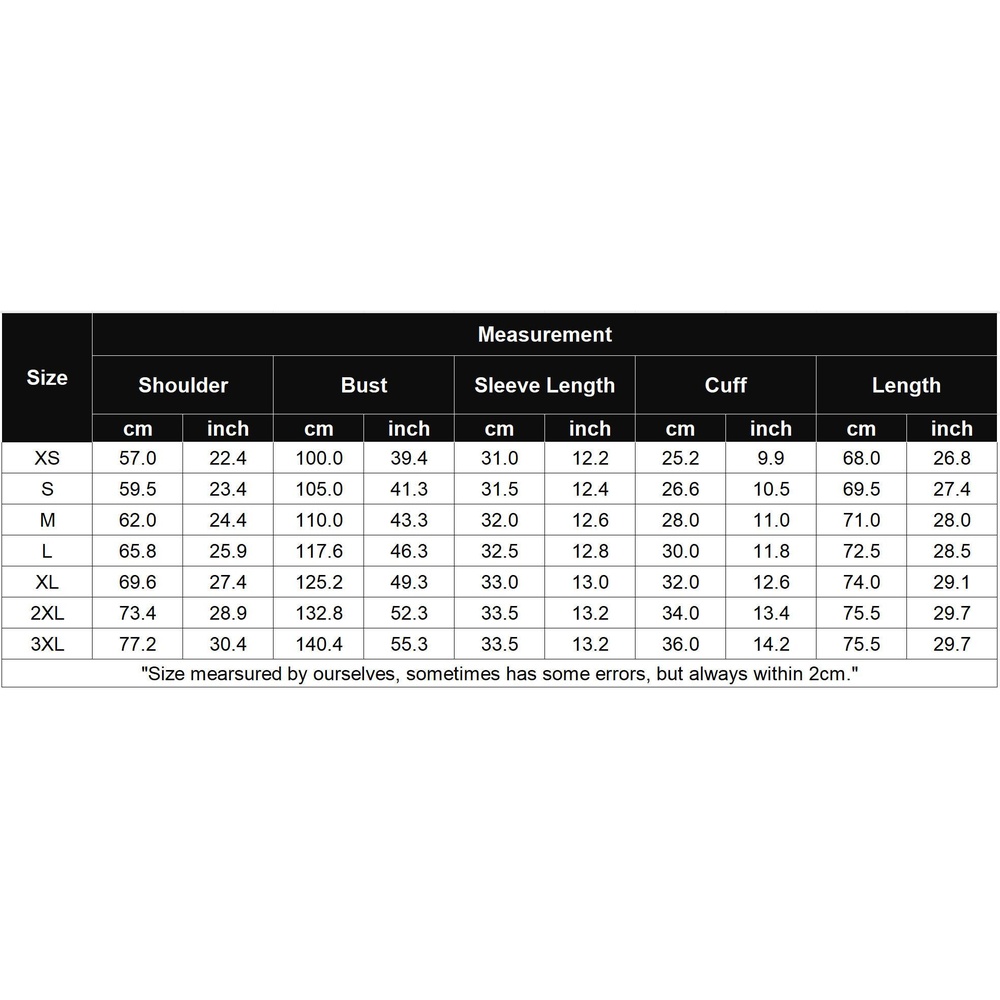 Measurement
Size
Shoulder Bust Sleeve Length Cuff Length
cm inch cm inch cm inch cm inch cm inch
XS 57.0 22.4 100.0 39.4 31.0 12.2 25.2 9.9 68.0 26.8
S 59.5 23.4 105.0 41.3 31.5 12.4 26.6 10.5 69.5 27.4
M 62.0 24.4 110.0 43.3 32.0 12.6 28.0 11.0 71.0 28.0
L 65.8 25.9 117.6 46.3 32.5 12.8 30.0 11.8 72.5 28.5
XL 69.6 27.4 125.2 49.3 33.0 13.0 32.0 12.6 74.0 29.1
2XL 73.4 28.9 132.8 52.3 33.5 13.2 34.0 13.4 75.5 29.7
3XL 77.2 30.4 140.4 55.3 33.5 13.2 36.0 14.2 75.5 29.7
"Size mearsured by ourselves, sometimes has some errors, but always within 2cm."